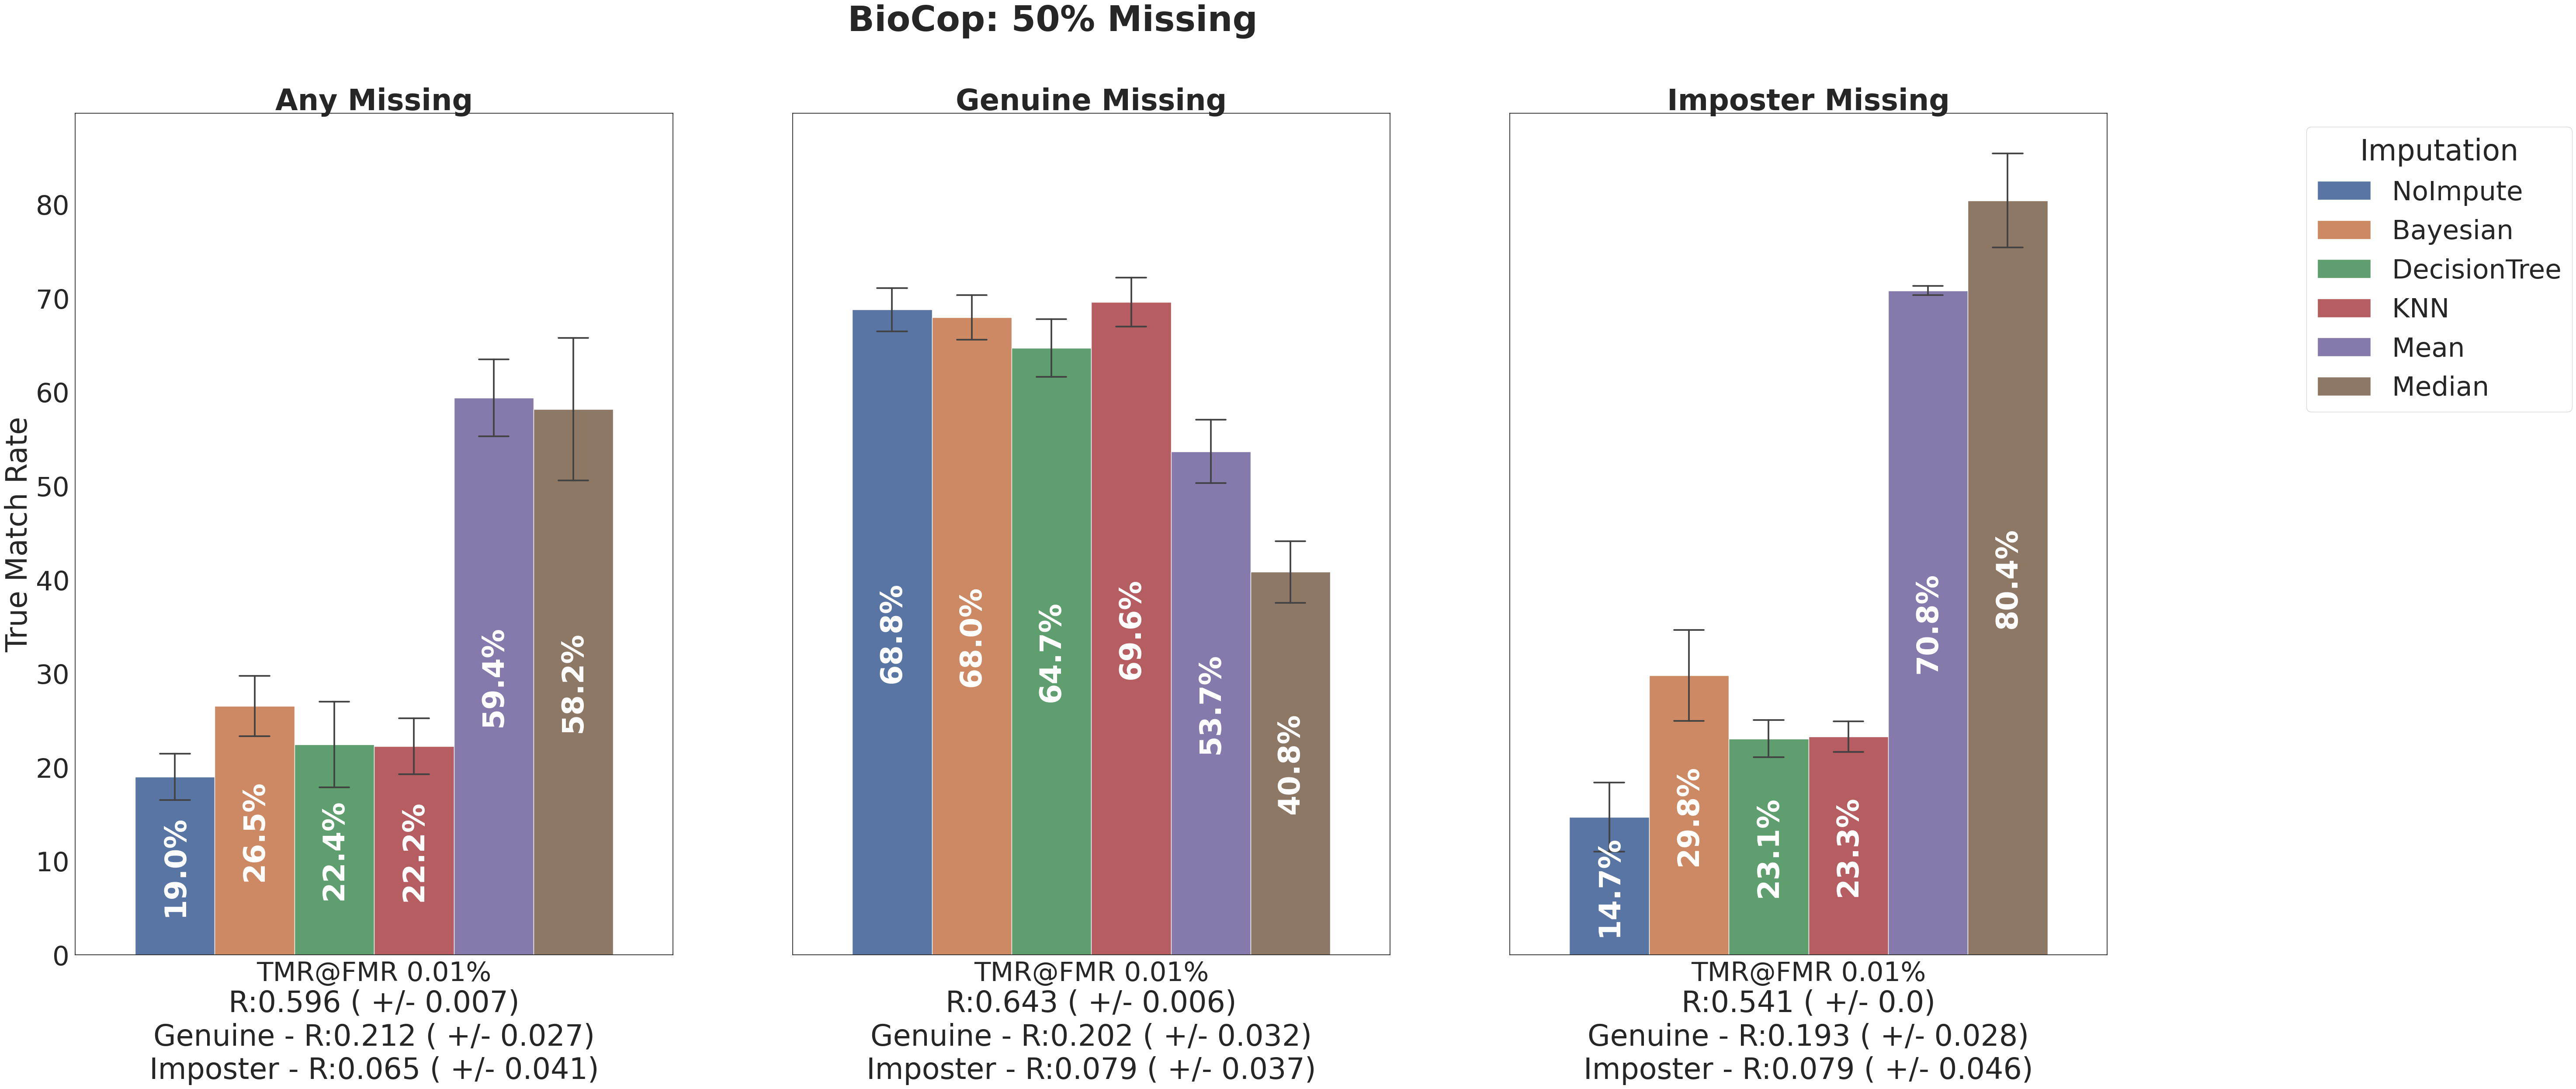 BioCop: 50% Missing
Any Missing
Genuine Missing
Imposter Missing
True Match Rate
80
70
60
50
40
30
20
10
0
19.0%
26.5%
22.4%
22.2%
59.4%
58.2%
68.8%
68.0%
64.7%
69.6%
53.7%
40.8%
14.7%
29.8%
23.1%
23.3%
70.8%
80.4%
TMR@FMR 0.01%
R:0.596 ( +/- 0.007)
Genuine - R:0.212 ( +/- 0.027)
Imposter - R:0.065 ( +/- 0.041)
TMR@FMR 0.01%
R:0.643 ( +/- 0.006)
Genuine - R:0.202 ( +/- 0.032)
Imposter - R:0.079 ( +/- 0.037)
TMR@FMR 0.01%
R:0.541 ( +/- 0.0)
Genuine - R:0.193 ( +/- 0.028)
Imposter - R:0.079 ( +/- 0.046)
Imputation
NoImpute
Bayesian
DecisionTree
KNN
Mean
Median